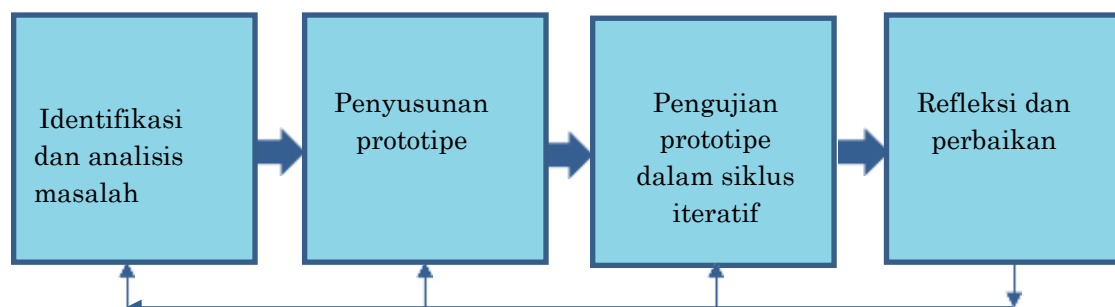 Identifikasi
dan analisis
masalah
Penyusunan
prototipe
Pengujian
prototipe
dalam siklus
iteratif
Refleksi dan
perbaikan